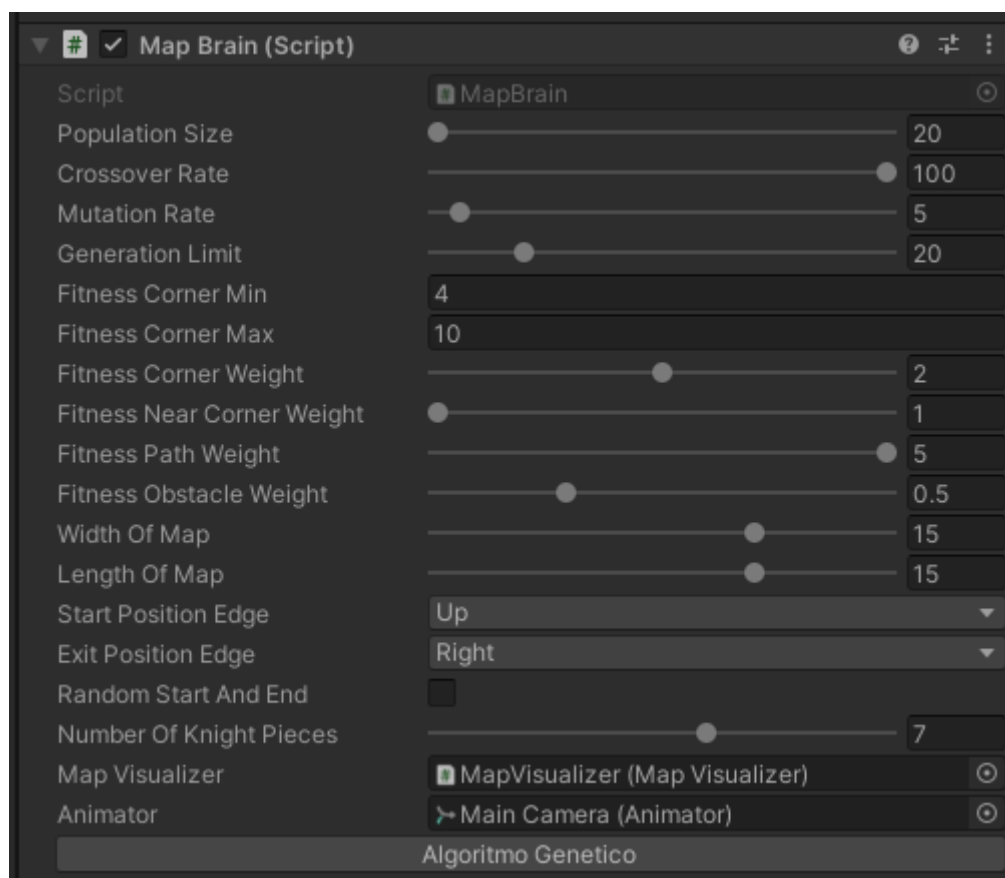 # Map Brain (Script)
Script # MapBrain
Population Size 20
Crossover Rate 100
Mutation Rate 5
Generation Limit 20
Fitness Corner Min 4
Fitness Corner Max 10
Fitness Corner Weight 2
Fitness Near Corner Weight 1
Fitness Path Weight 5
Fitness Obstacle Weight 0.5
Width Of Map 15
Length Of Map 15
Start Position Edge Up
Exit Position Edge Right
Random Start And End
Number Of Knight Pieces 7
Map Visualizer # MapVisualizer (Map Visualizer)
Animator Main Camera (Animator)
Algoritmo Genetico